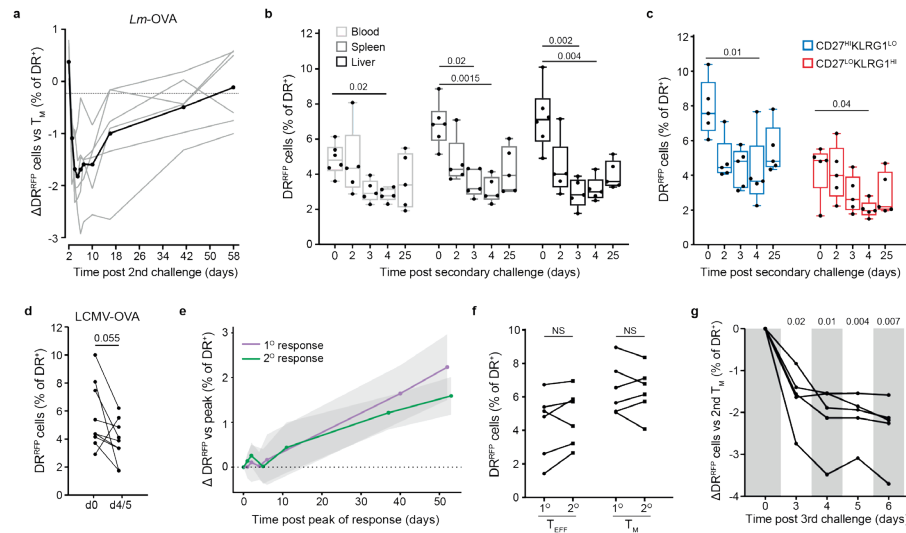 a
Lm-OVA
ΔDR^RFP cells vs T_M (% of DR⁺)
1
0
-1
-2
-3
2 4 10 18 26 34 42 50 58
Time post 2nd challenge (days)
b
Blood
Spleen
Liver
DR^RFP cells (% of DR⁺)
12
10
8
6
4
2
0
0.02
0.02
0.0015
0.002
0.004
0 2 3 4 25 0 2 3 4 25 0 2 3 4 25
Time post secondary challenge (days)
c
CD27^HI KLRG1^LO
CD27^LO KLRG1^HI
DR^RFP cells (% of DR⁺)
12
10
8
6
4
2
0
0.01
0.04
0 2 3 4 25 0 2 3 4 25
Time post secondary challenge (days)
d
LCMV-OVA
0.055
DR^RFP cells (% of DR⁺)
12
10
8
6
4
2
0
d0 d4/5
e
1º response
2º response
Δ DR^RFP vs peak (% of DR⁺)
3
2
1
0
0 10 20 30 40 50
Time post peak of response (days)
f
NS NS
DR^RFP cells (% of DR⁺)
10
8
6
4
2
0
1º 2º 1º 2º
T_EFF T_M
g
0.02 0.01 0.004 0.007
ΔDR^RFP cells vs 2nd T_M (% of DR⁺)
0
-1
-2
-3
-4
0 3 4 5 6
Time post 3rd challenge (days)